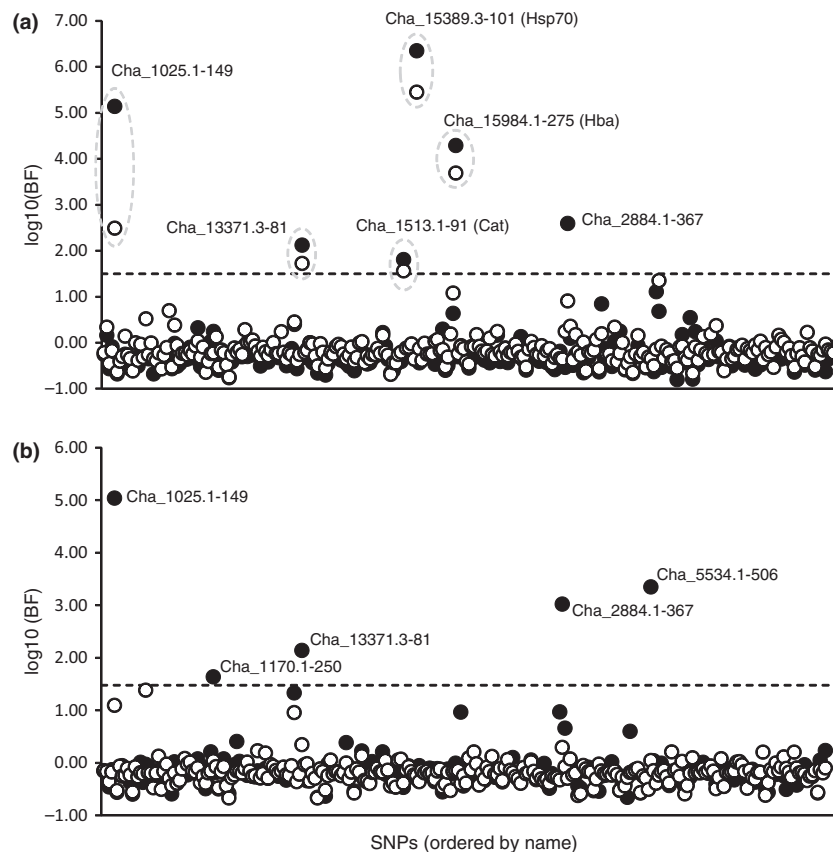 (a)
7.00
6.00
5.00
4.00
3.00
2.00
1.00
0.00
–1.00
log10(BF)
Cha_15389.3-101 (Hsp70)
Cha_1025.1-149
Cha_15984.1-275 (Hba)
Cha_13371.3-81
Cha_1513.1-91 (Cat)
Cha_2884.1-367
(b)
6.00
5.00
4.00
3.00
2.00
1.00
0.00
–1.00
log10 (BF)
Cha_1025.1-149
Cha_5534.1-506
Cha_2884.1-367
Cha_13371.3-81
Cha_1170.1-250
SNPs (ordered by name)